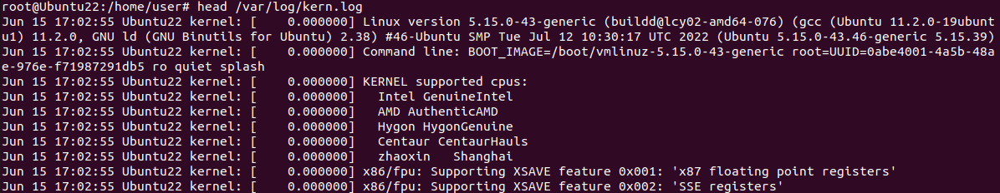 root@Ubuntu22:/home/user# head /var/log/kern.log
Jun 15 17:02:55 Ubuntu22 kernel: [    0.000000] Linux version 5.15.0-43-generic (buildd@lcy02-amd64-076) (gcc (Ubuntu 11.2.0-19ubunt
u1) 11.2.0, GNU ld (GNU Binutils for Ubuntu) 2.38) #46-Ubuntu SMP Tue Jul 12 10:30:17 UTC 2022 (Ubuntu 5.15.0-43.46-generic 5.15.39)
Jun 15 17:02:55 Ubuntu22 kernel: [    0.000000] Command line: BOOT_IMAGE=/boot/vmlinuz-5.15.0-43-generic root=UUID=0abe4001-4a5b-48a
e-976e-f71987291db5 ro quiet splash
Jun 15 17:02:55 Ubuntu22 kernel: [    0.000000] KERNEL supported cpus:
Jun 15 17:02:55 Ubuntu22 kernel: [    0.000000]   Intel GenuineIntel
Jun 15 17:02:55 Ubuntu22 kernel: [    0.000000]   AMD AuthenticAMD
Jun 15 17:02:55 Ubuntu22 kernel: [    0.000000]   Hygon HygonGenuine
Jun 15 17:02:55 Ubuntu22 kernel: [    0.000000]   Centaur CentaurHauls
Jun 15 17:02:55 Ubuntu22 kernel: [    0.000000]   zhaoxin   Shanghai
Jun 15 17:02:55 Ubuntu22 kernel: [    0.000000] x86/fpu: Supporting XSAVE feature 0x001: 'x87 floating point registers'
Jun 15 17:02:55 Ubuntu22 kernel: [    0.000000] x86/fpu: Supporting XSAVE feature 0x002: 'SSE registers'